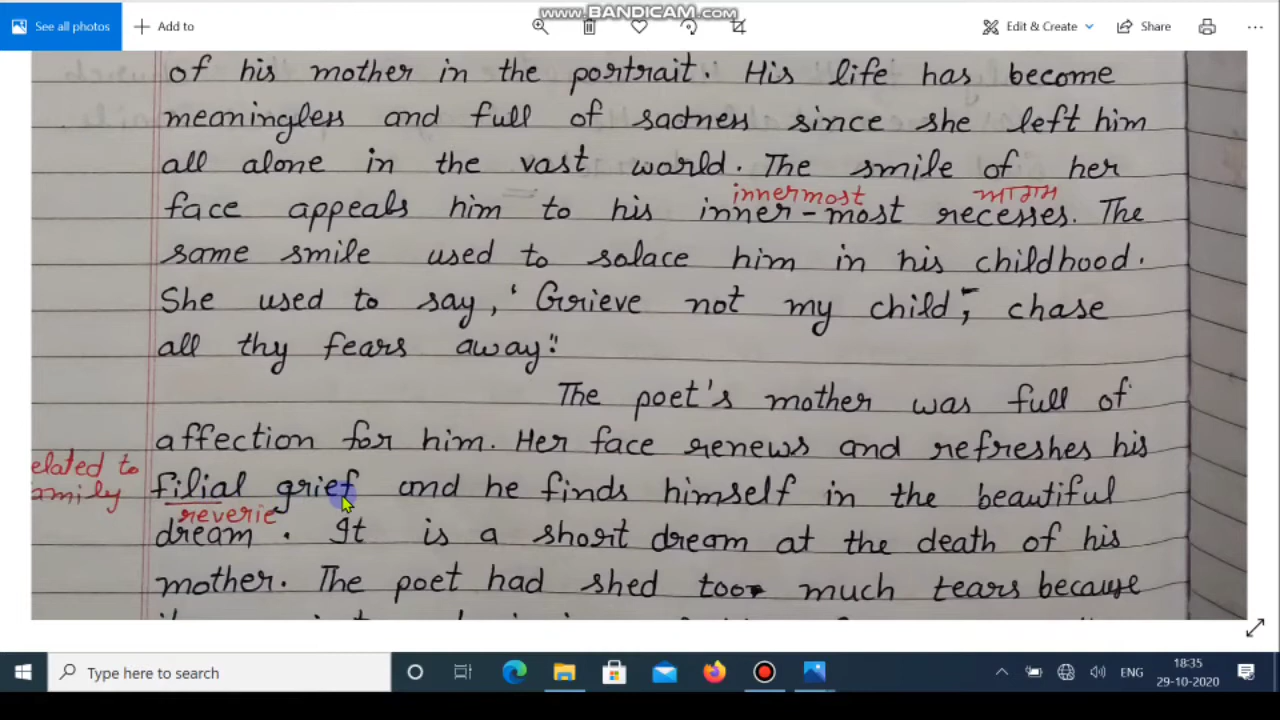 www.BANDICAM.com
See all photos
Add to
Edit & Create
Share
of his mother in the portrait. His life has become
meaningless and full of sadness since she left him
all alone in the vast world. The smile of her
innermost
face appeals him to his inner-most recesses. The
same smile used to solace him in his childhood.
She used to say, 'Grieve not my child, chase
all thy fears away."
The poet's mother was full of
affection for him. Her face renews and refreshes his
elated to
filial grief and he finds himself in the beautiful
amily
reverie
dream. It is a short dream at the death of his
mother. The poet had shed too much tears because
Type here to search
ENG
18:35
29-10-2020